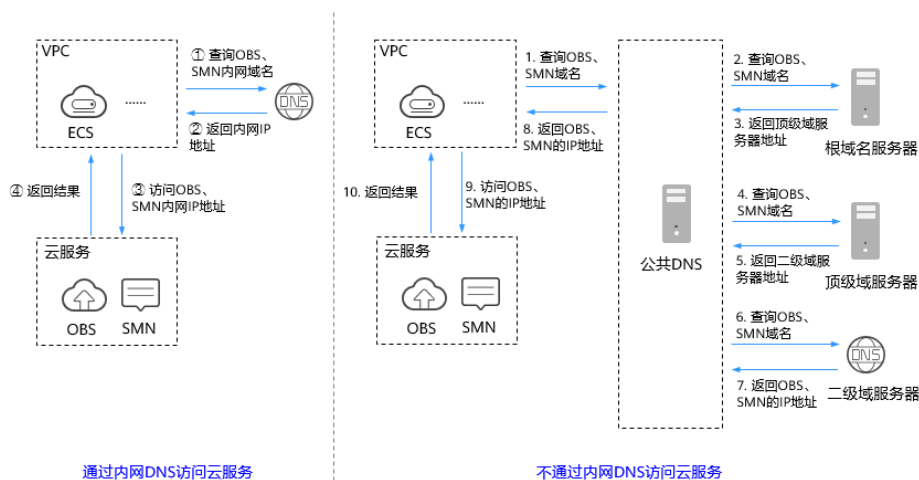 VPC
ECS
......
① 查询OBS、
SMN内网域名
DNS
② 返回内网IP
地址
④ 返回结果
③ 访问OBS、
SMN内网IP地址
云服务
OBS
SMN
通过内网DNS访问云服务
VPC
ECS
......
1. 查询OBS、
SMN域名
8. 返回OBS、
SMN的IP地址
10. 返回结果
9. 访问OBS、
SMN的IP地址
云服务
OBS
SMN
公共DNS
2. 查询OBS、
SMN域名
3. 返回顶级域服
务器地址
根域名服务器
4. 查询OBS、
SMN域名
5. 返回二级域服
务器地址
顶级域服务器
6. 查询OBS、
SMN域名
DNS
7. 返回OBS、
SMN的IP地址
二级域服务器
不通过内网DNS访问云服务